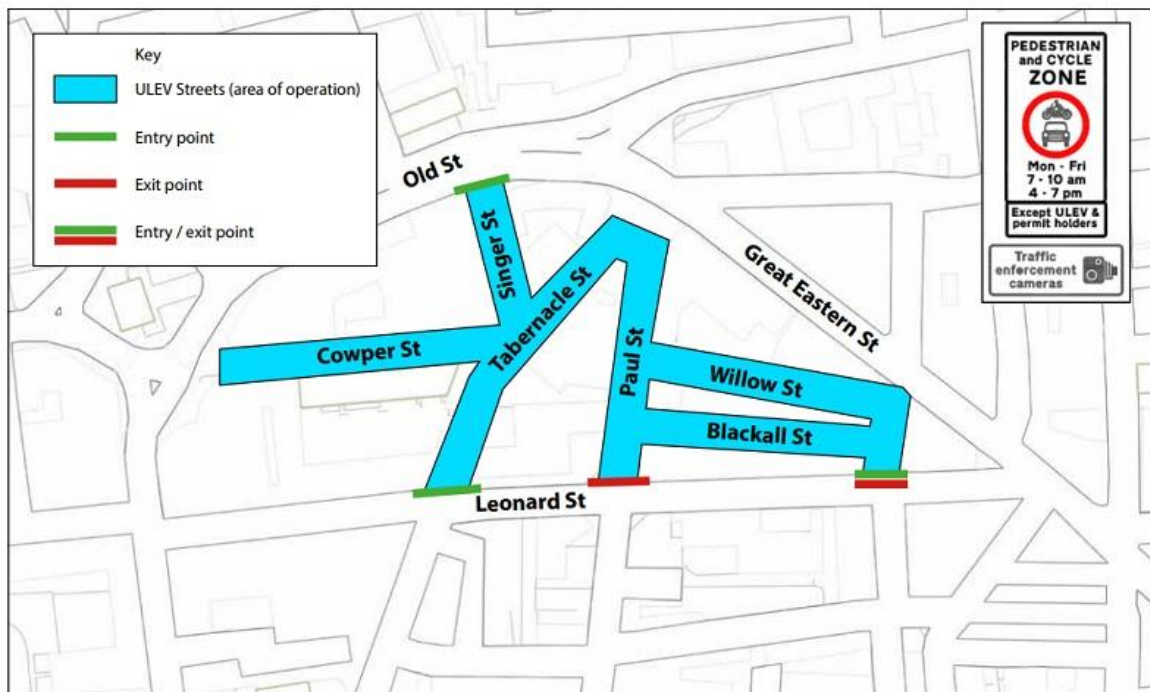 Key
ULEV Streets (area of operation)
Entry point
Exit point
Entry / exit point
PEDESTRIAN
and CYCLE
ZONE
Mon - Fri
7 - 10 am
4 - 7 pm
Except ULEV &
permit holders
Traffic
enforcement
cameras
Old St
Singer St
Tabernacle St
Great Eastern St
Cowper St
Paul St
Willow St
Blackall St
Leonard St